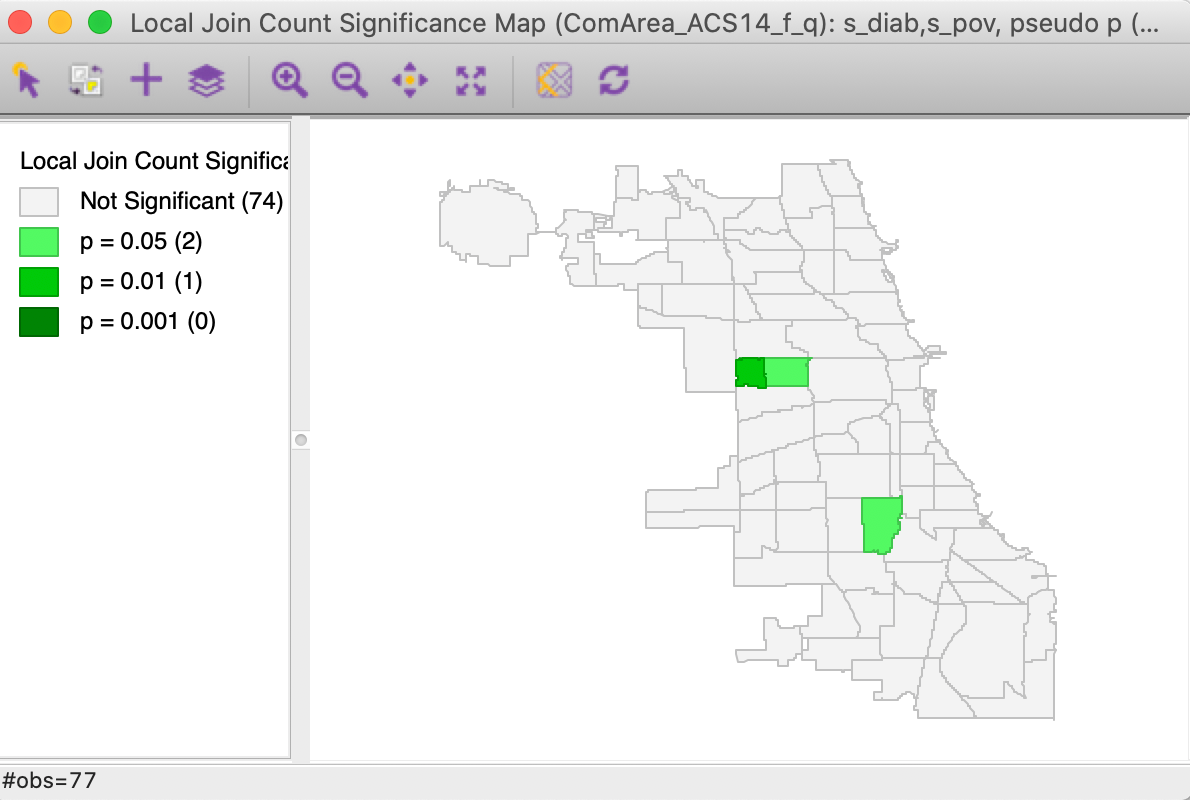 Local Join Count Significance Map (ComArea_ACS14_f_q): s_diab,s_pov, pseudo p (...
Local Join Count Significa
Not Significant (74)
p = 0.05 (2)
p = 0.01 (1)
p = 0.001 (0)
#obs=77